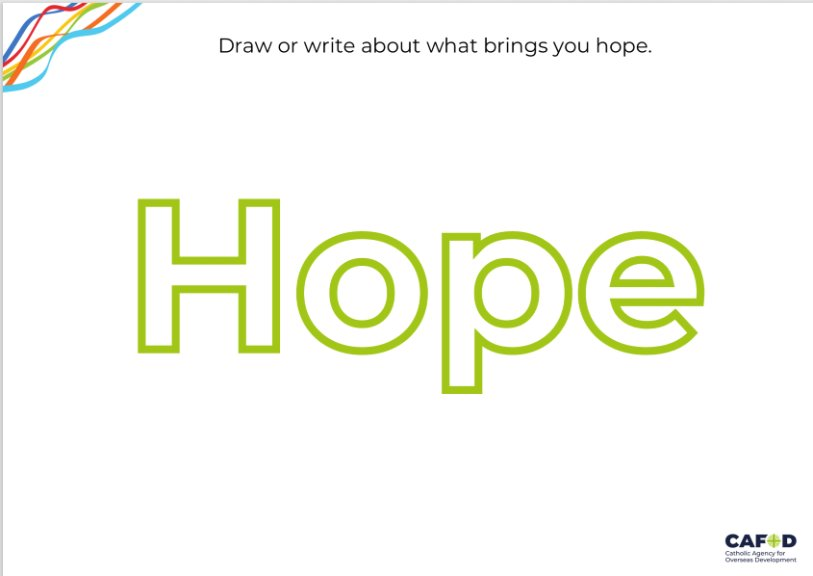 Draw or write about what brings you hope.
Hope
CAFOD
Catholic Agency for
Overseas Development